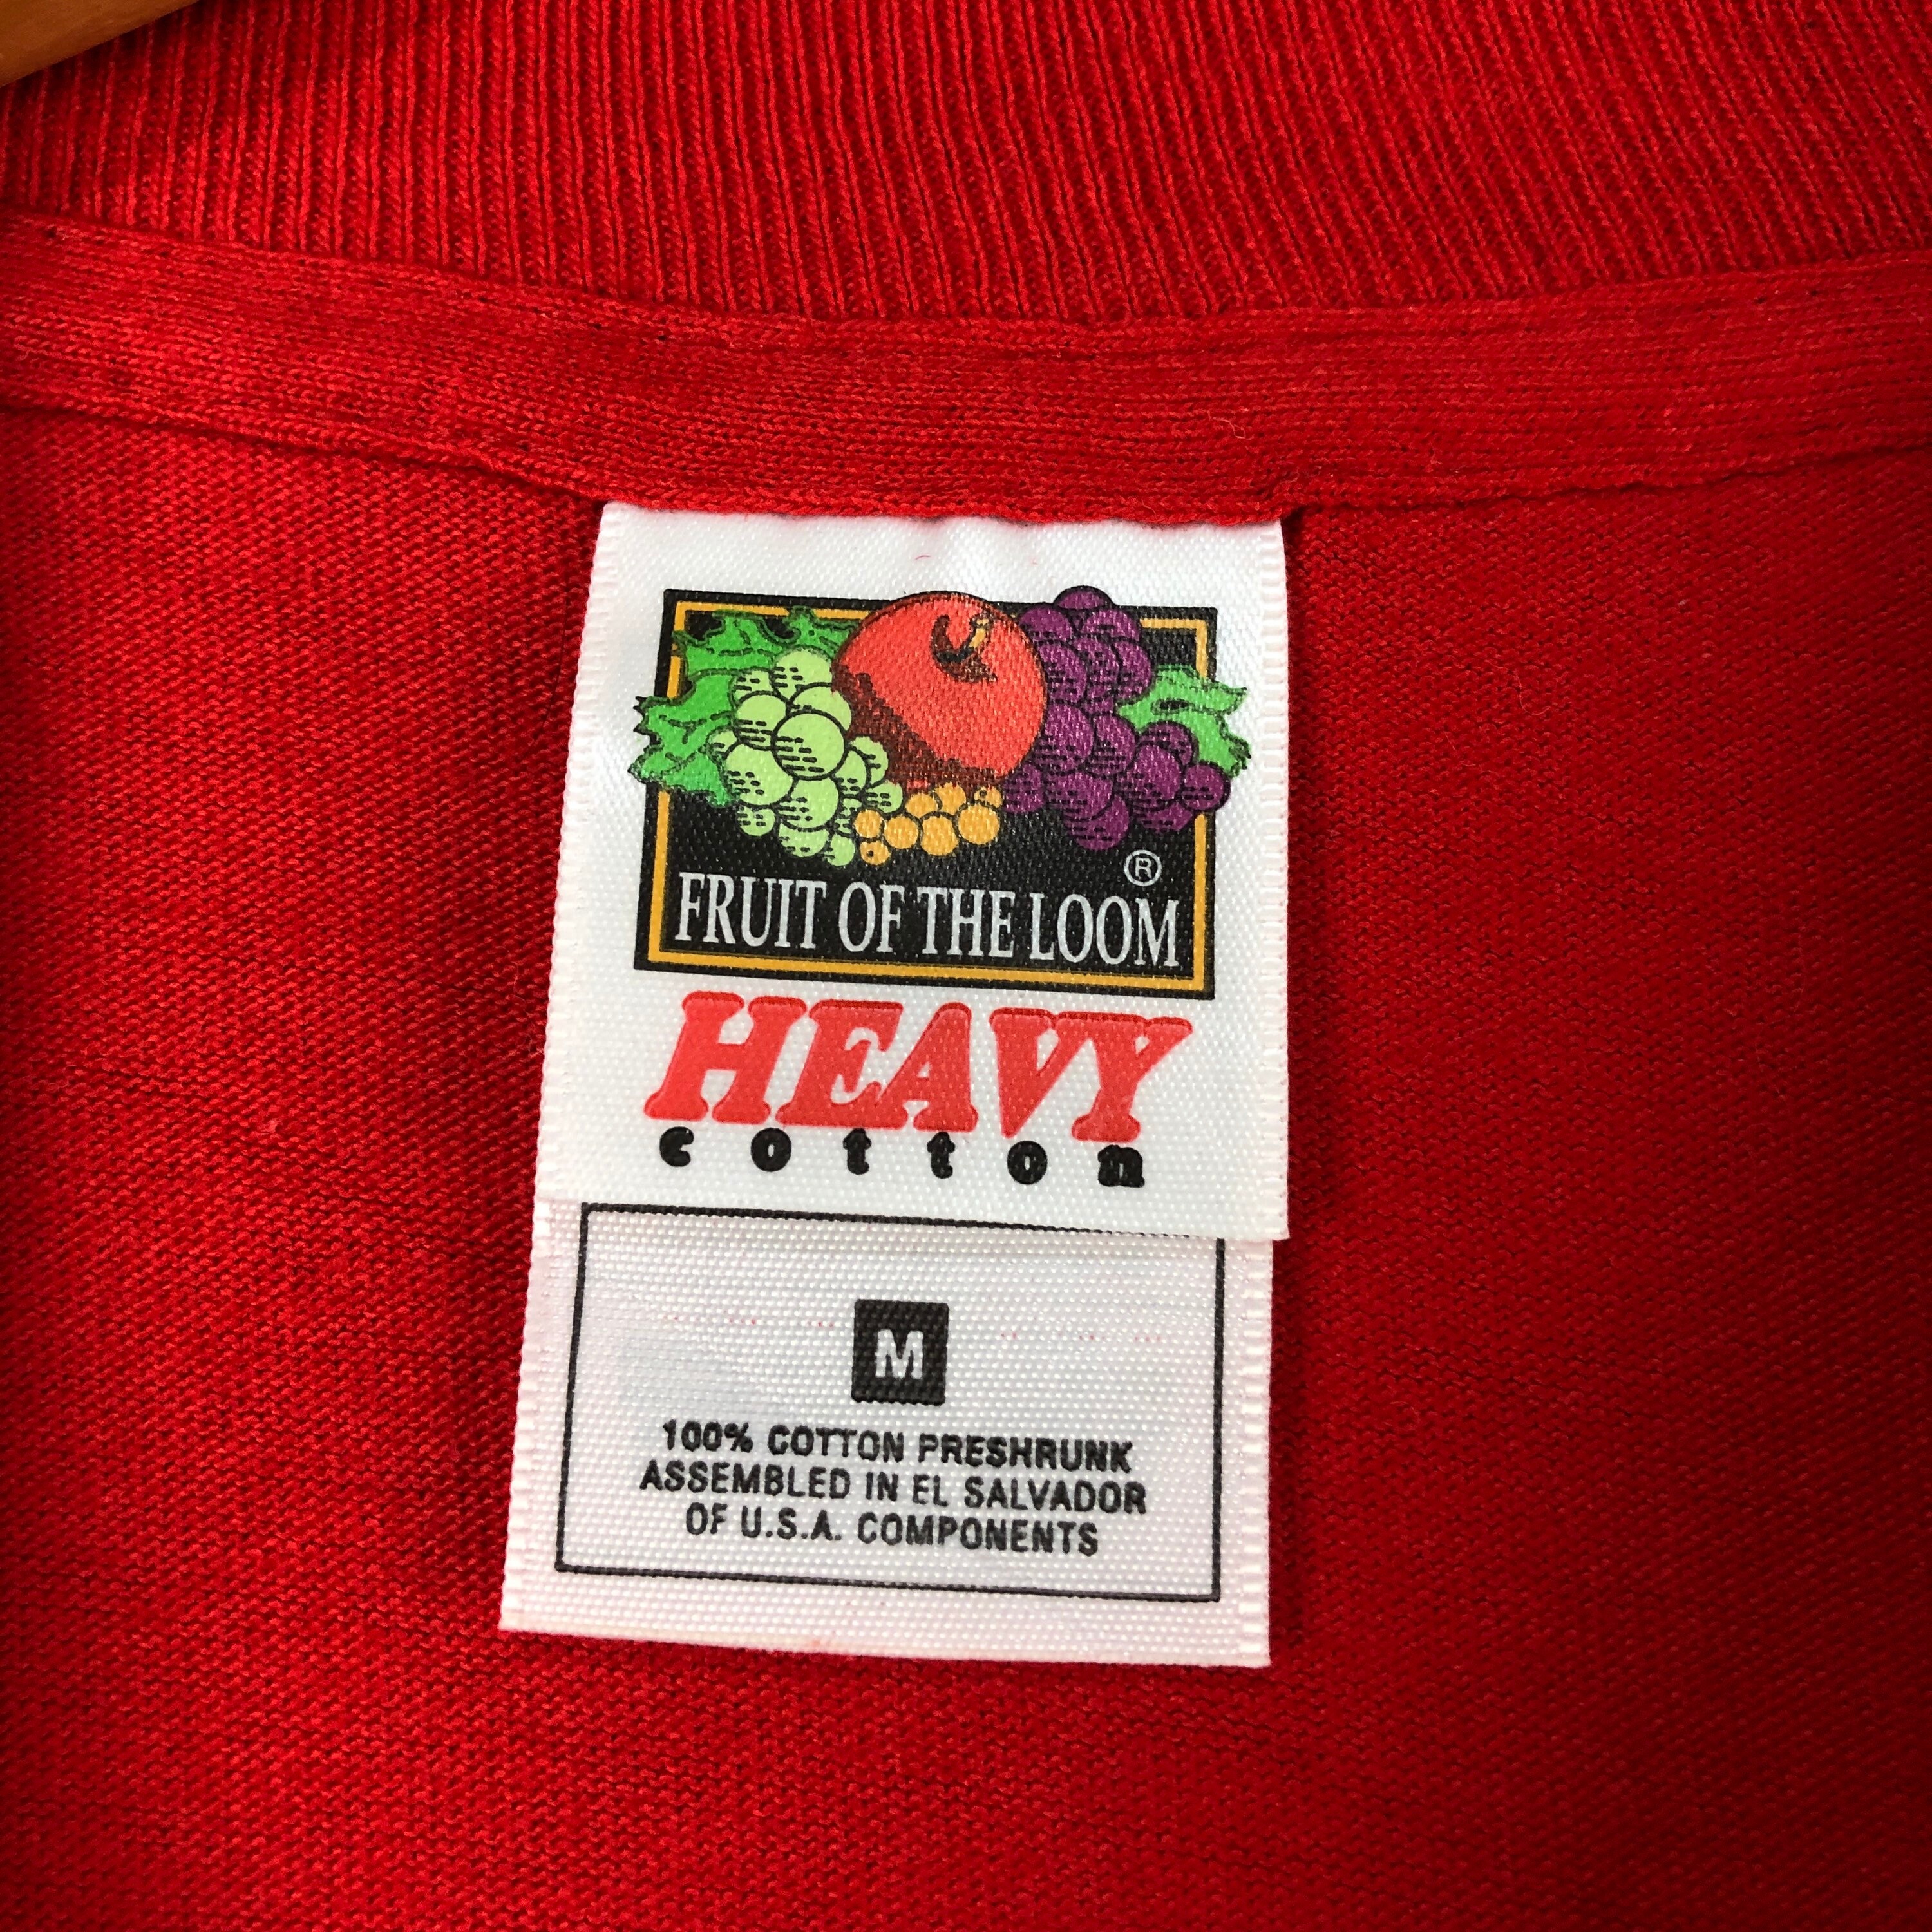 ®
FRUIT OF THE LOOM
HEAVY
cotton
M
100% COTTON PRESHRUNK
ASSEMBLED IN EL SALVADOR
OF U.S.A. COMPONENTS